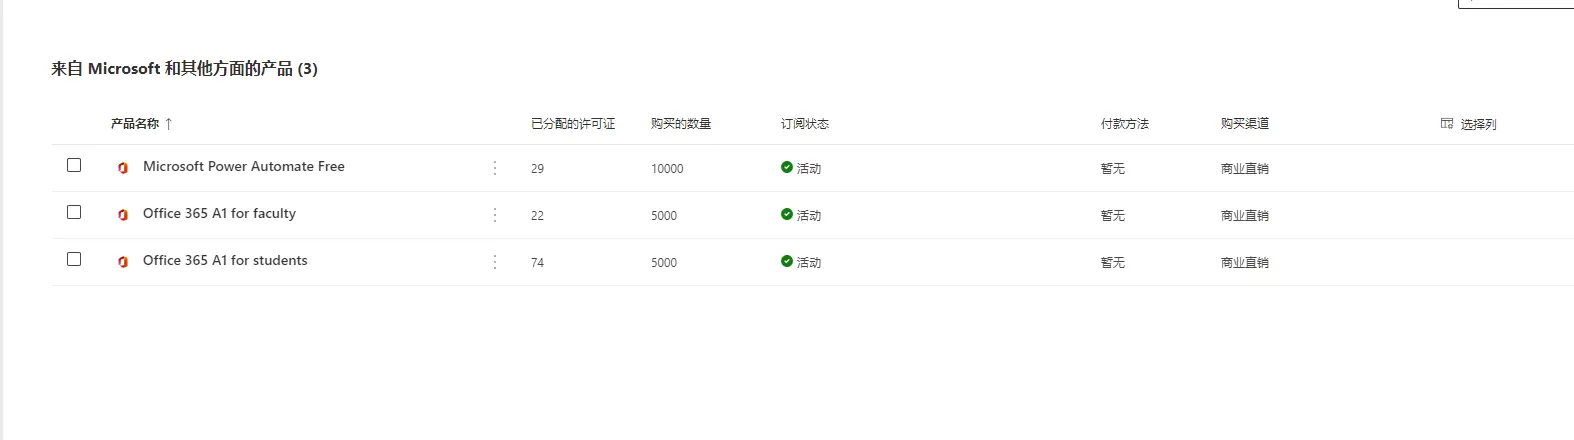 来自 Microsoft 和其他方面的产品 (3)
产品名称 ↑ 已分配的许可证 购买的数量 订阅状态 付款方法 购买渠道 选择列
Microsoft Power Automate Free 29 10000 活动 暂无 商业直销
Office 365 A1 for faculty 22 5000 活动 暂无 商业直销
Office 365 A1 for students 74 5000 活动 暂无 商业直销